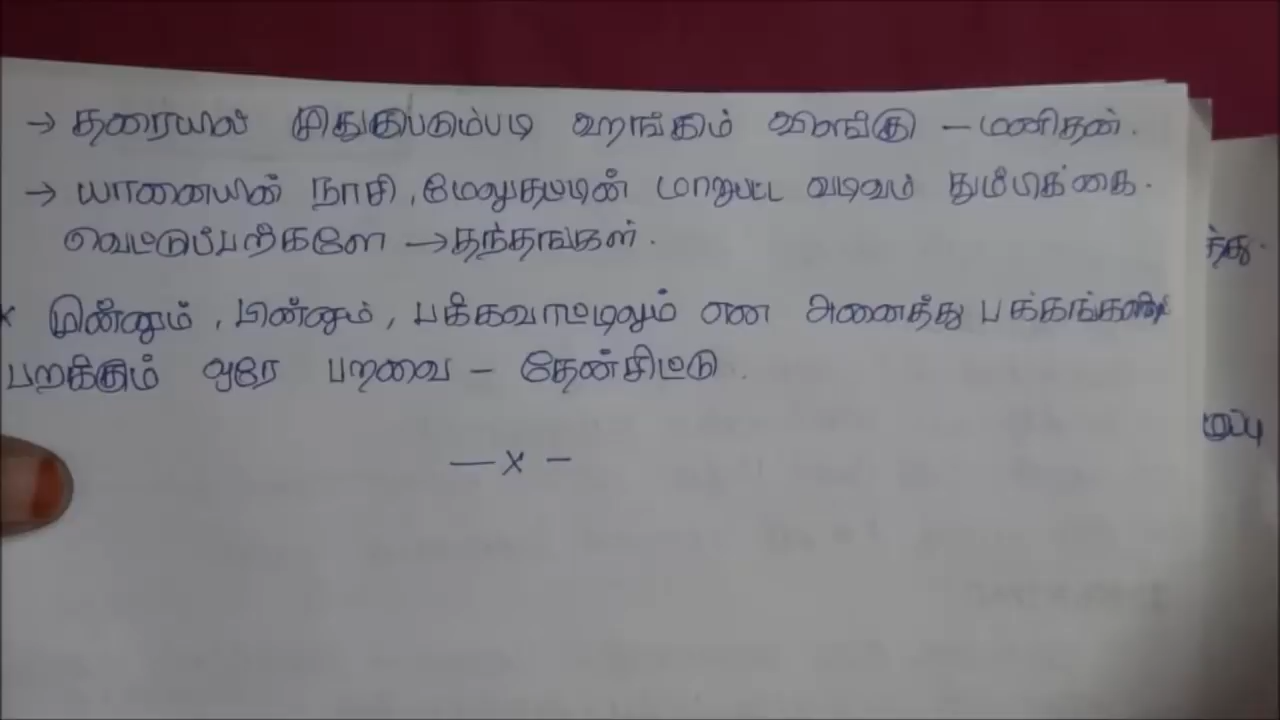 → தரையில் முதுகுபடும்படி உறங்கும் விலங்கு – மனிதன்.
→ யானையின் நாசி, மேலுதட்டின் மாறுபட்ட வடிவம் தும்பிக்கை.
வெட்டுப்பற்களே → தந்தங்கள்.
x முன்னும், பின்னும், பக்கவாட்டிலும் என அனைத்து பக்கங்களிலும்
பறக்கும் ஒரே பறவை – தேன்சிட்டு.
— x –